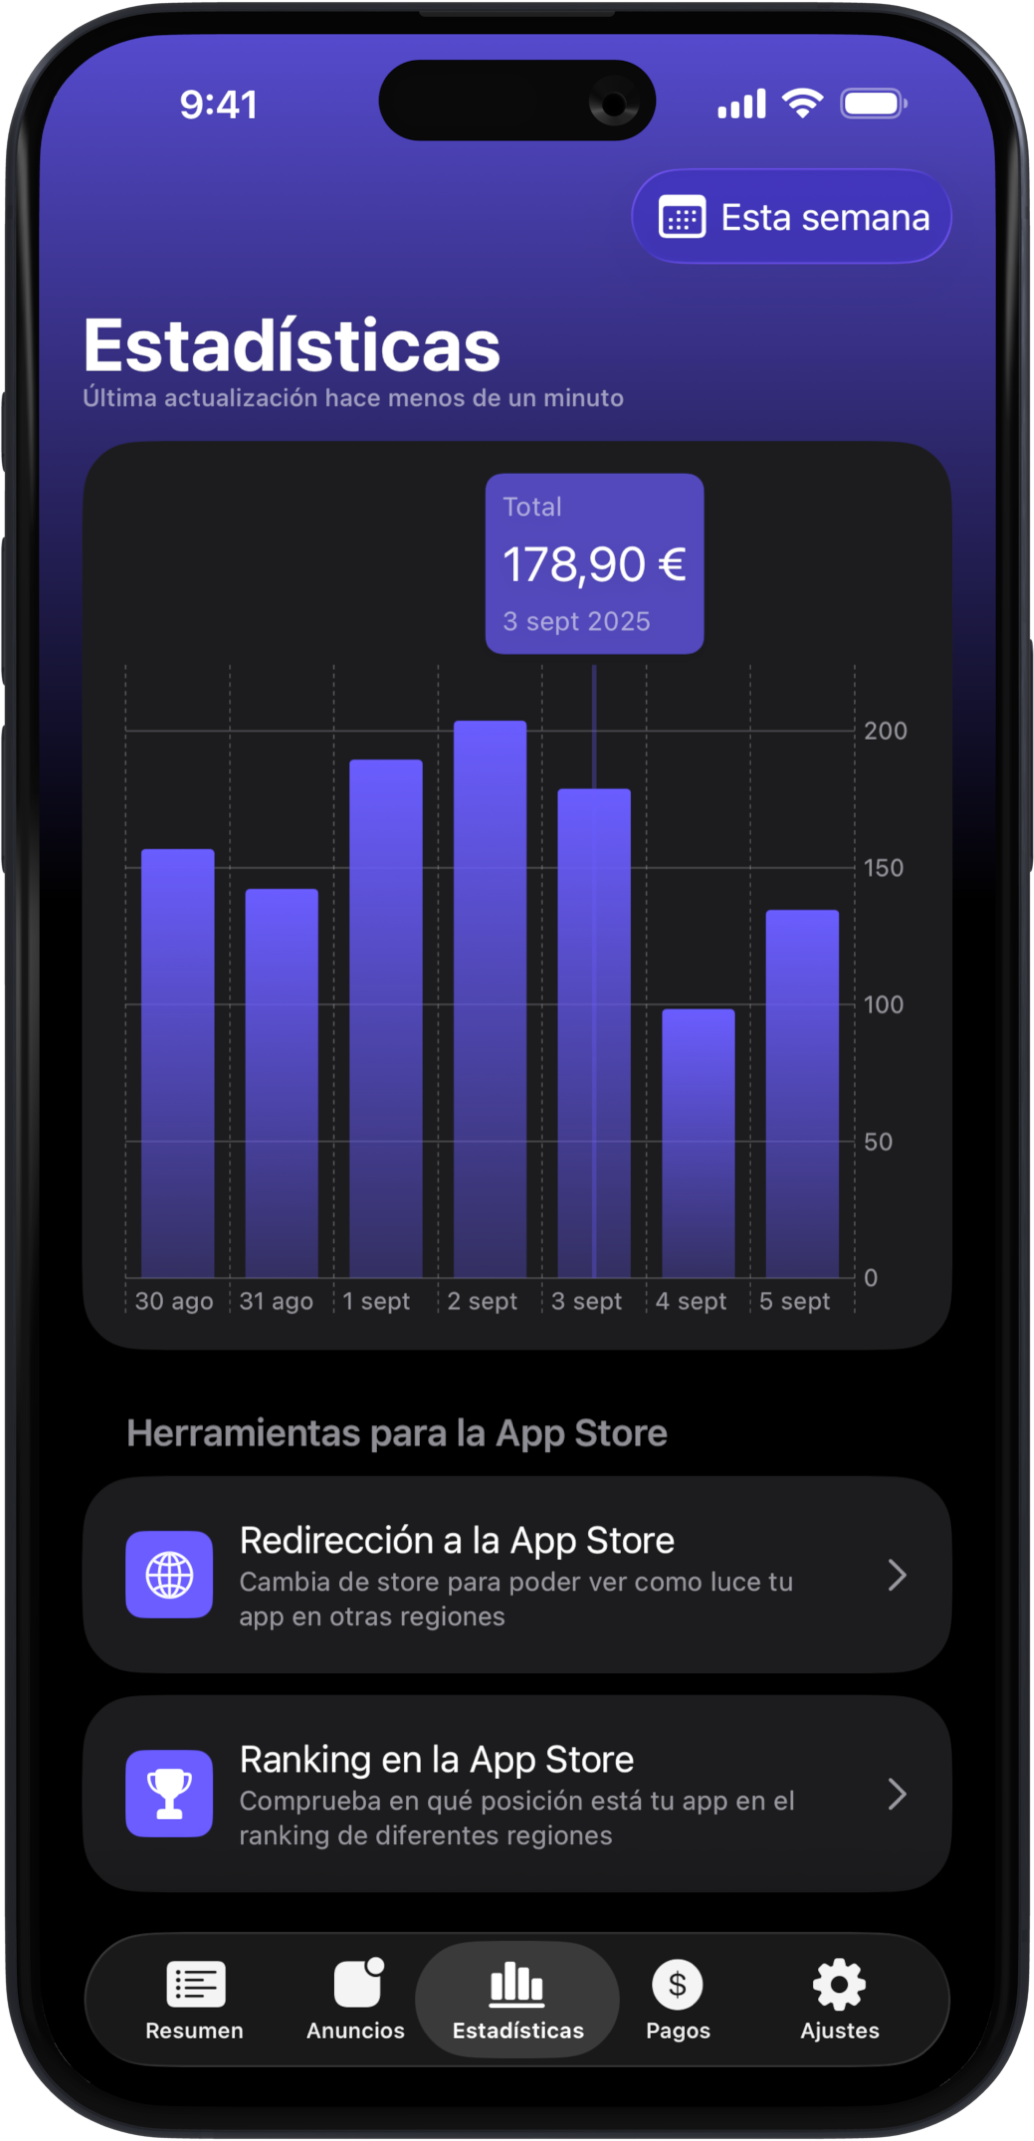 9:41
Esta semana
Estadísticas
Última actualización hace menos de un minuto
Total
178,90 €
3 sept 2025
200
150
100
50
0
30 ago 31 ago 1 sept 2 sept 3 sept 4 sept 5 sept
Herramientas para la App Store
Redirección a la App Store
Cambia de store para poder ver como luce tu
app en otras regiones
Ranking en la App Store
Comprueba en qué posición está tu app en el
ranking de diferentes regiones
$
Resumen Anuncios Estadísticas Pagos Ajustes